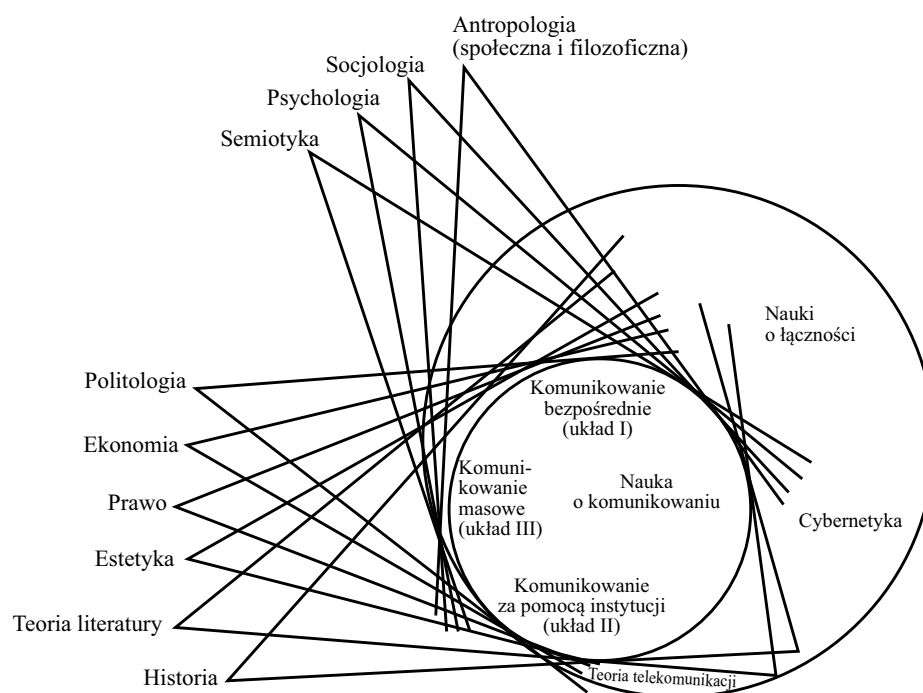 Antropologia
(społeczna i filozoficzna)
Socjologia
Psychologia
Semiotyka
Nauki
o łączności
Politologia
Komunikowanie
bezpośrednie
(układ I)
Ekonomia
Komuni-
kowanie
masowe
(układ III)
Nauka
o komunikowaniu
Prawo
Cybernetyka
Estetyka
Komunikowanie
za pomocą instytucji
(układ II)
Teoria literatury
Historia
Teoria telekomunikacji